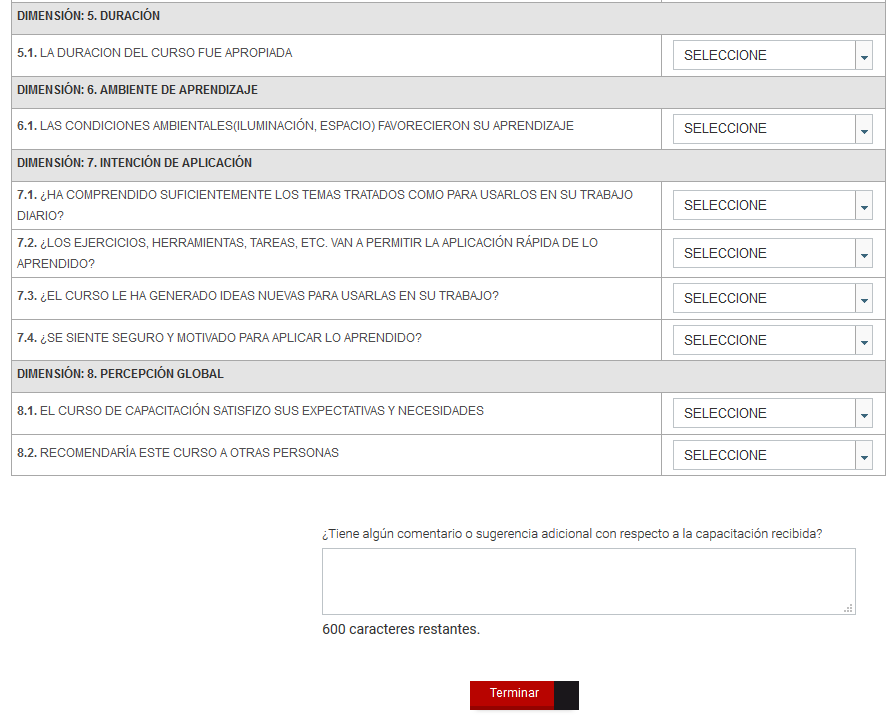 DIMENSIÓN: 5. DURACIÓN
5.1. LA DURACION DEL CURSO FUE APROPIADA
SELECCIONE
DIMENSIÓN: 6. AMBIENTE DE APRENDIZAJE
6.1. LAS CONDICIONES AMBIENTALES(ILUMINACIÓN, ESPACIO) FAVORECIERON SU APRENDIZAJE
SELECCIONE
DIMENSIÓN: 7. INTENCIÓN DE APLICACIÓN
7.1. ¿HA COMPRENDIDO SUFICIENTEMENTE LOS TEMAS TRATADOS COMO PARA USARLOS EN SU TRABAJO
DIARIO?
SELECCIONE
7.2. ¿LOS EJERCICIOS, HERRAMIENTAS, TAREAS, ETC. VAN A PERMITIR LA APLICACIÓN RÁPIDA DE LO
APRENDIDO?
SELECCIONE
7.3. ¿EL CURSO LE HA GENERADO IDEAS NUEVAS PARA USARLAS EN SU TRABAJO?
SELECCIONE
7.4. ¿SE SIENTE SEGURO Y MOTIVADO PARA APLICAR LO APRENDIDO?
SELECCIONE
DIMENSIÓN: 8. PERCEPCIÓN GLOBAL
8.1. EL CURSO DE CAPACITACIÓN SATISFIZO SUS EXPECTATIVAS Y NECESIDADES
SELECCIONE
8.2. RECOMENDARÍA ESTE CURSO A OTRAS PERSONAS
SELECCIONE
¿Tiene algún comentario o sugerencia adicional con respecto a la capacitación recibida?
600 caracteres restantes.
Terminar